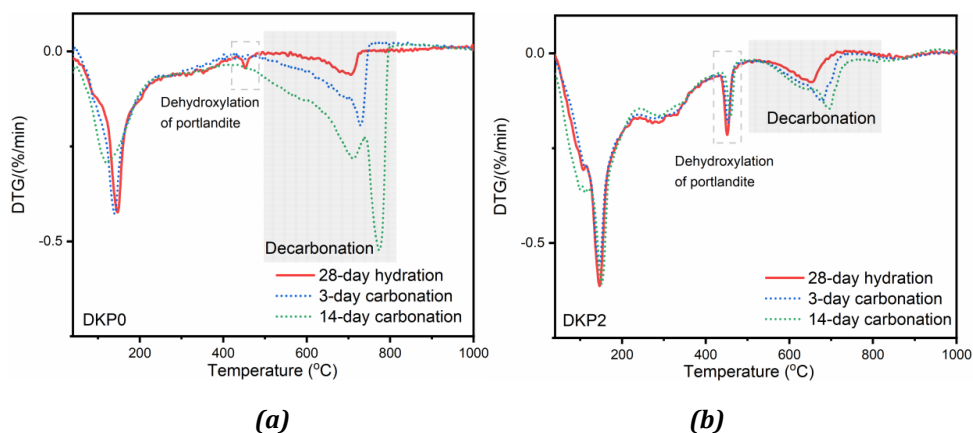 (a)
0.0
-0.5
DTG/(%/min)
Dehydroxylation
of portlandite
Decarbonation
28-day hydration
3-day carbonation
14-day carbonation
DKP0
200
400
600
800
1000
Temperature (°C)
(a)
(b)
0.0
-0.5
DTG/(%/min)
Decarbonation
Dehydroxylation
of portlandite
28-day hydration
3-day carbonation
14-day carbonation
DKP2
200
400
600
800
1000
Temperature (°C)
(b)